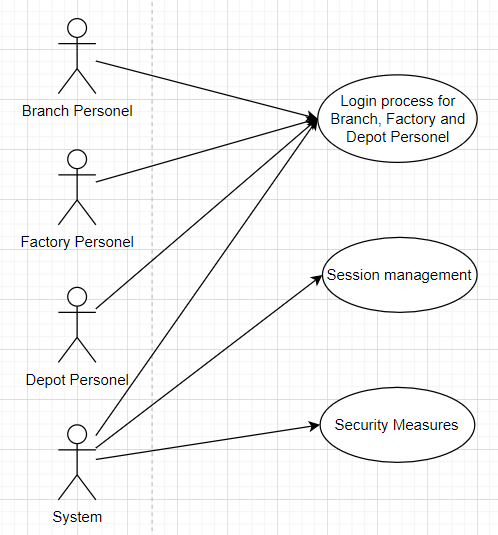 Branch Personel
Login process for
Branch, Factory and
Depot Personel
Factory Personel
Session management
Depot Personel
Security Measures
System